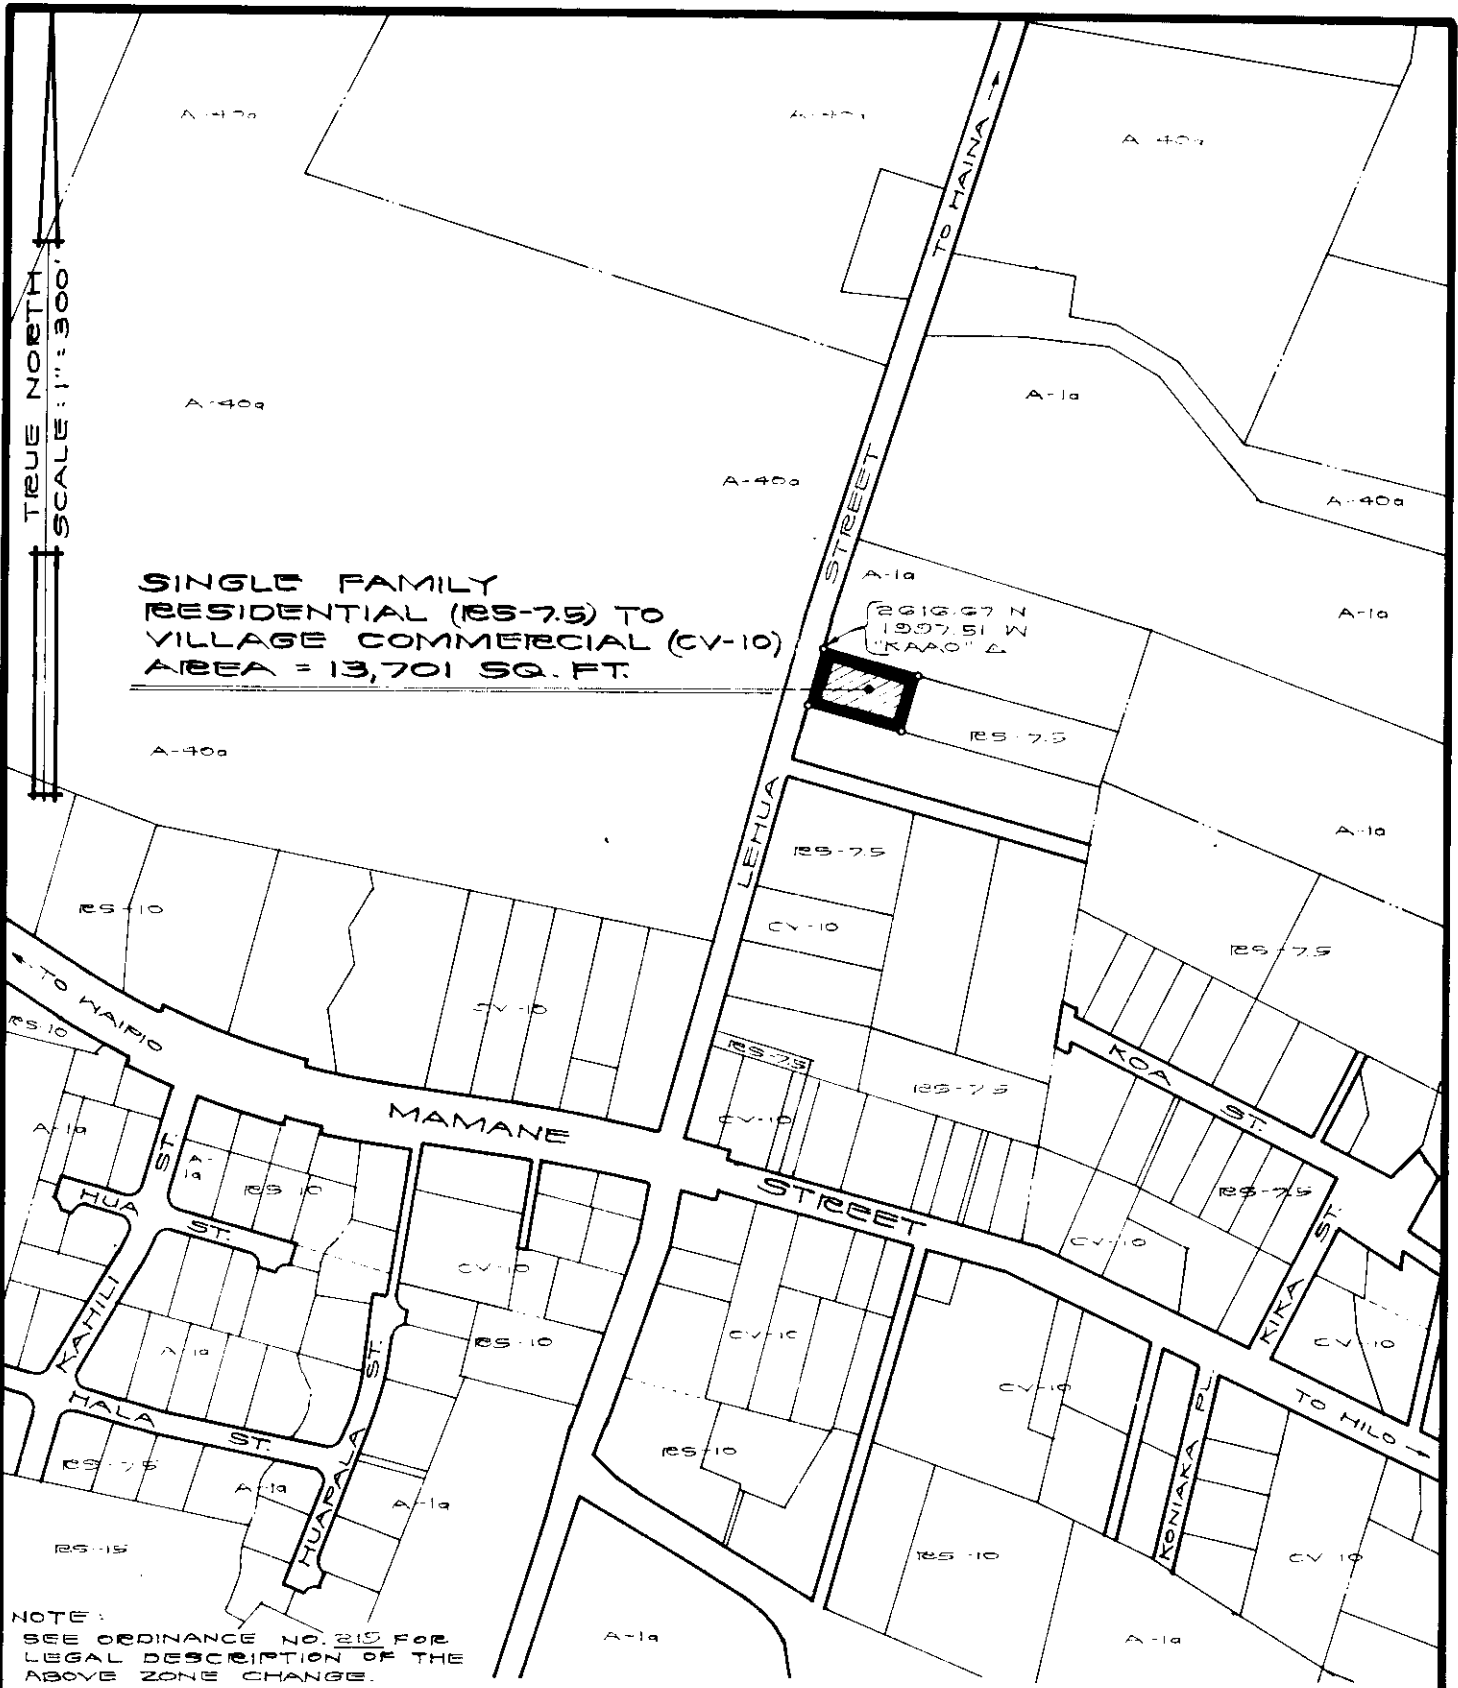 A-40a
A-40a
A-40a
TO HAINA →
TRUE NORTH
SCALE: 1" = 300'
A-40a
A-1a
A-40a
A-40a
STREET
SINGLE FAMILY
RESIDENTIAL (RS-7.5) TO
VILLAGE COMMERCIAL (CV-10)
AREA = 13,701 SQ. FT.
A-1a
2616.67 N
1997.51 W
"KAAO" △
A-1a
RS-7.5
A-40a
LEHUA
A-1a
RS-7.5
RS-10
CV-10
RS-7.5
← TO WAIPIO
CV-10
RS-10
RS-7.5
KOA ST.
RS-7.5
MAMANE STREET
CV-10
A-1a
ST.
A-1a
RS-10
RS-7.5
HUA ST.
CV-10
CV-10
KIKA ST.
KAHILI
A-1a
RS-10
CV-10
CV-10
ST.
CV-10
KONIAKA PL.
TO HILO →
HALA ST.
RS-10
RS-7.5
A-1a
HUAPALA
A-1a
RS-15
RS-10
CV-10
NOTE:
SEE ORDINANCE NO. 215 FOR
LEGAL DESCRIPTION OF THE
ABOVE ZONE CHANGE.
A-1a
A-1a